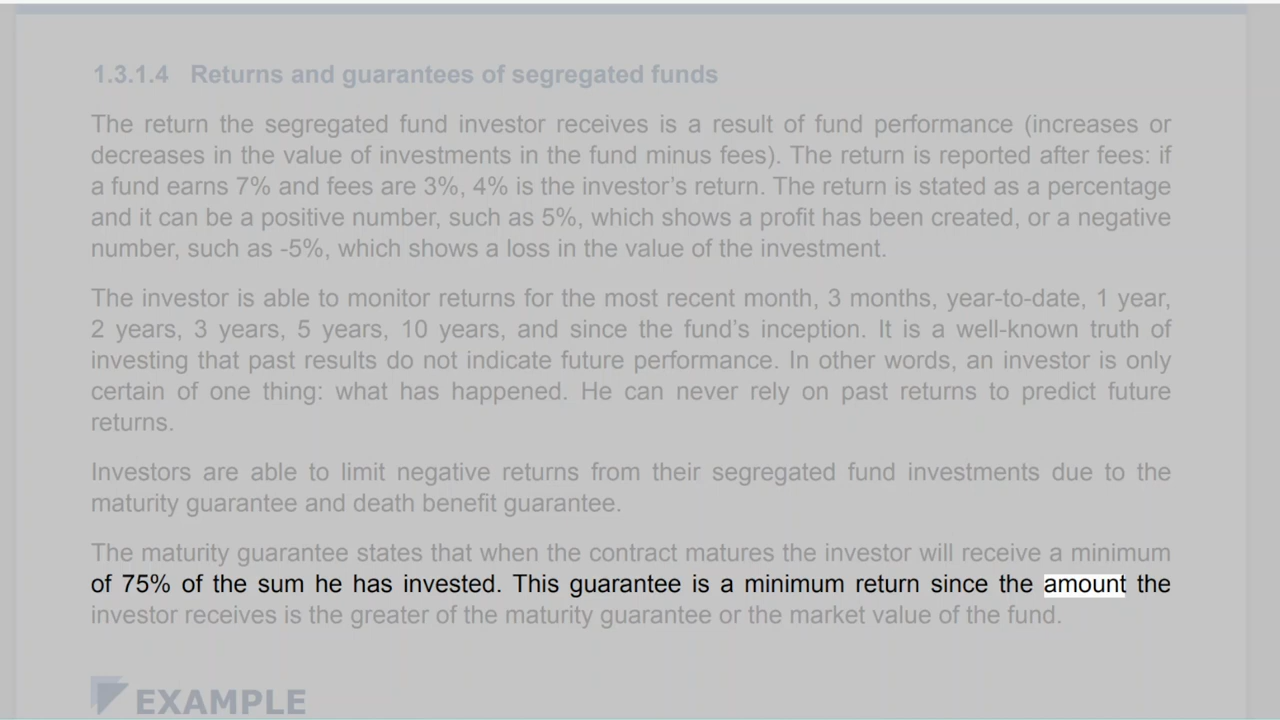 1.3.1.4 Returns and guarantees of segregated funds
The return the segregated fund investor receives is a result of fund performance (increases or
decreases in the value of investments in the fund minus fees). The return is reported after fees: if
a fund earns 7% and fees are 3%, 4% is the investor’s return. The return is stated as a percentage
and it can be a positive number, such as 5%, which shows a profit has been created, or a negative
number, such as -5%, which shows a loss in the value of the investment.
The investor is able to monitor returns for the most recent month, 3 months, year-to-date, 1 year,
2 years, 3 years, 5 years, 10 years, and since the fund’s inception. It is a well-known truth of
investing that past results do not indicate future performance. In other words, an investor is only
certain of one thing: what has happened. He can never rely on past returns to predict future
returns.
Investors are able to limit negative returns from their segregated fund investments due to the
maturity guarantee and death benefit guarantee.
The maturity guarantee states that when the contract matures the investor will receive a minimum
of 75% of the sum he has invested. This guarantee is a minimum return since the amount the
investor receives is the greater of the maturity guarantee or the market value of the fund.
EXAMPLE